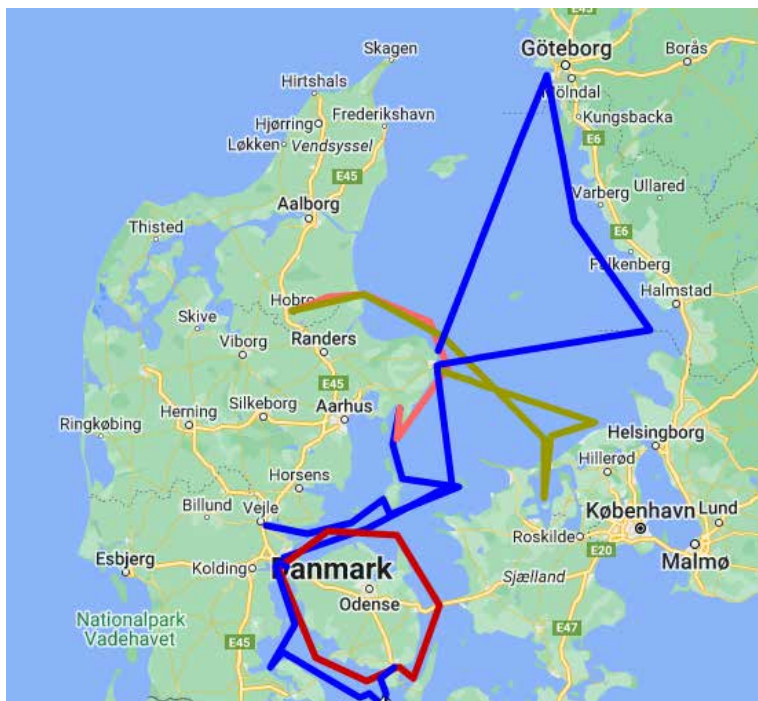 E45
Göteborg
Borås
Skagen
Mölndal
Hirtshals
Frederikshavn
Kungsbacka
Hjørring
E6
Løkken
Vendsyssel
E45
Ullared
Varberg
Aalborg
Thisted
E6
Falkenberg
Halmstad
Hobro
Skive
Viborg
Randers
E45
Silkeborg
Aarhus
Herning
Ringkøbing
Helsingborg
Hillerød
Horsens
Billund
Vejle
København
Lund
Roskilde
E20
Malmø
Esbjerg
Kolding
Danmark
Odense
Sjælland
Nationalpark
Vadehavet
E45
E47